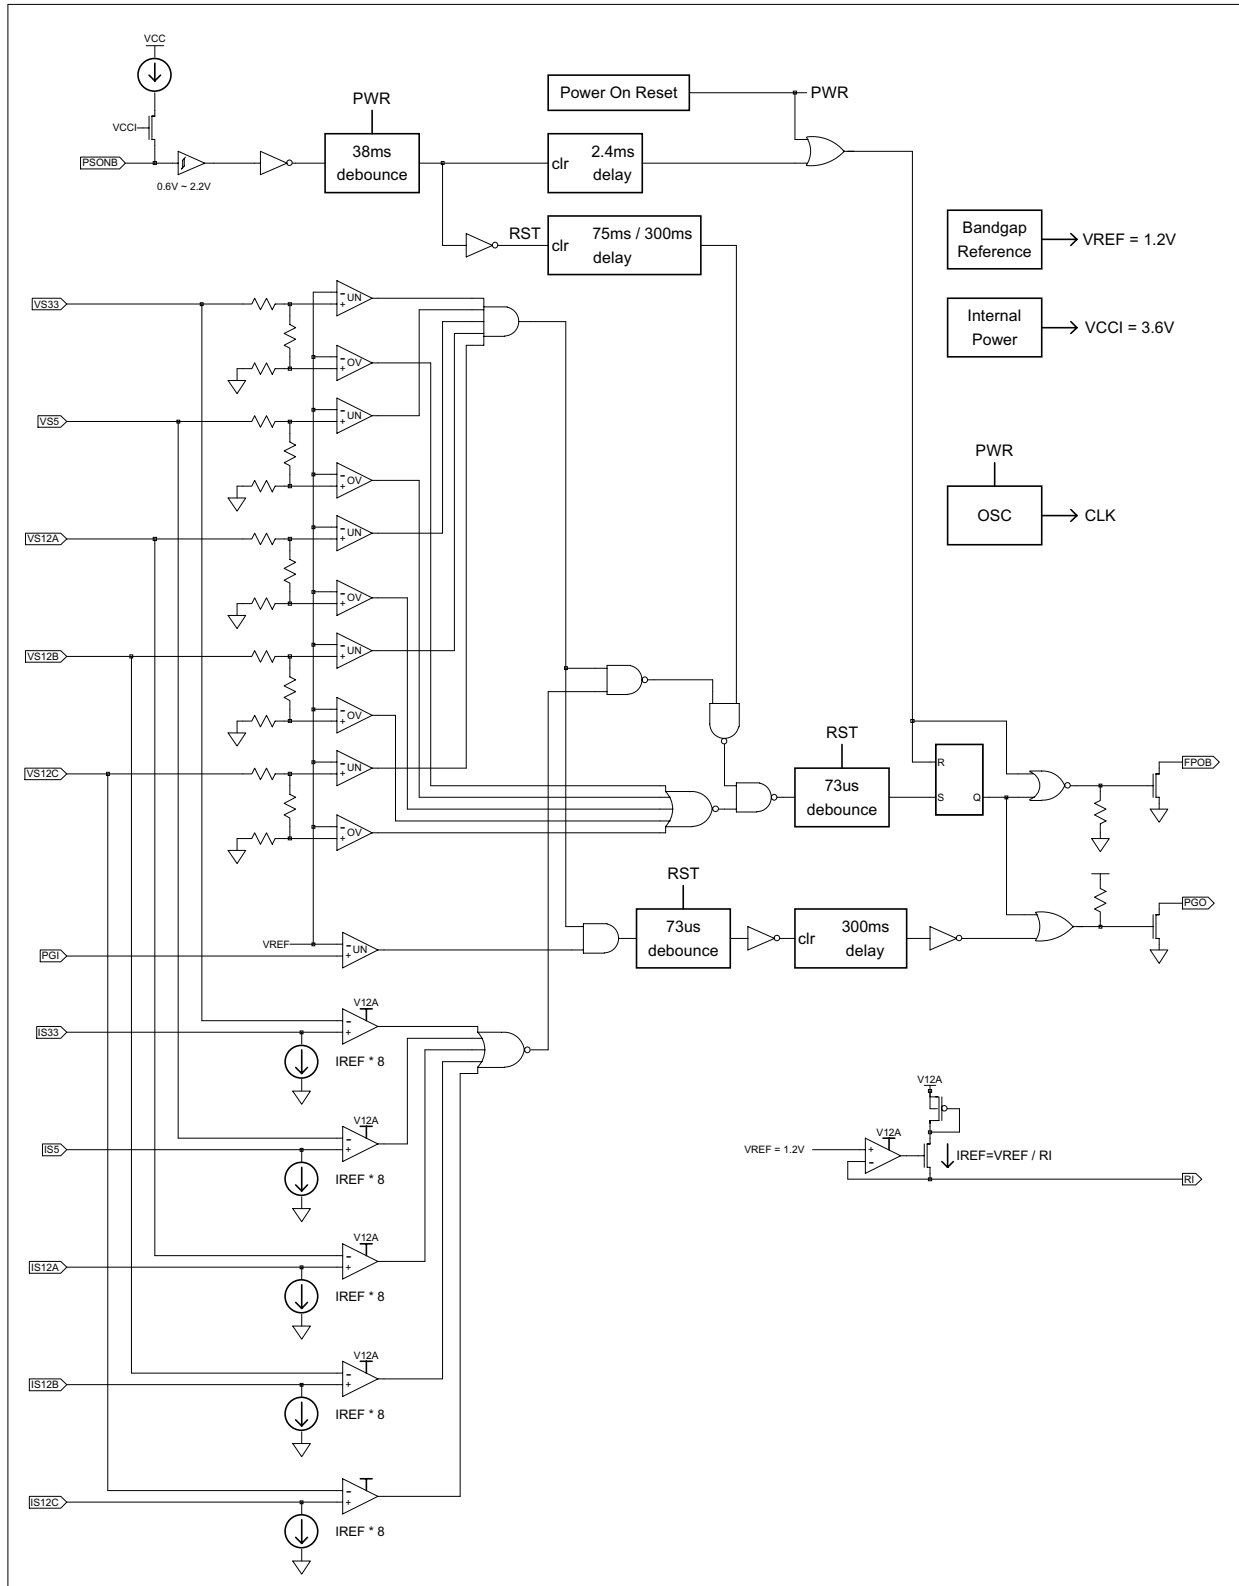 VCC
VCCI
PSONB
0.6V ~ 2.2V
PWR
38ms
debounce
Power On Reset
PWR
clr
2.4ms
delay
RST
clr
75ms / 300ms
delay
Bandgap
Reference
VREF = 1.2V
Internal
Power
VCCI = 3.6V
PWR
OSC
CLK
VS33
- UN
+
- OV
+
VS5
- UN
+
- OV
+
VS12A
- UN
+
- OV
+
VS12B
- UN
+
- OV
+
VS12C
- UN
+
- OV
+
RST
73us
debounce
R
S
Q
FPOB
VREF
PGI
- UN
+
RST
73us
debounce
clr
300ms
delay
PGO
V12A
-
+
IS33
IREF * 8
V12A
-
+
IS5
IREF * 8
V12A
-
+
IS12A
IREF * 8
V12A
-
+
IS12B
IREF * 8
-
+
IS12C
IREF * 8
V12A
V12A
VREF = 1.2V
+
-
IREF=VREF / RI
RI